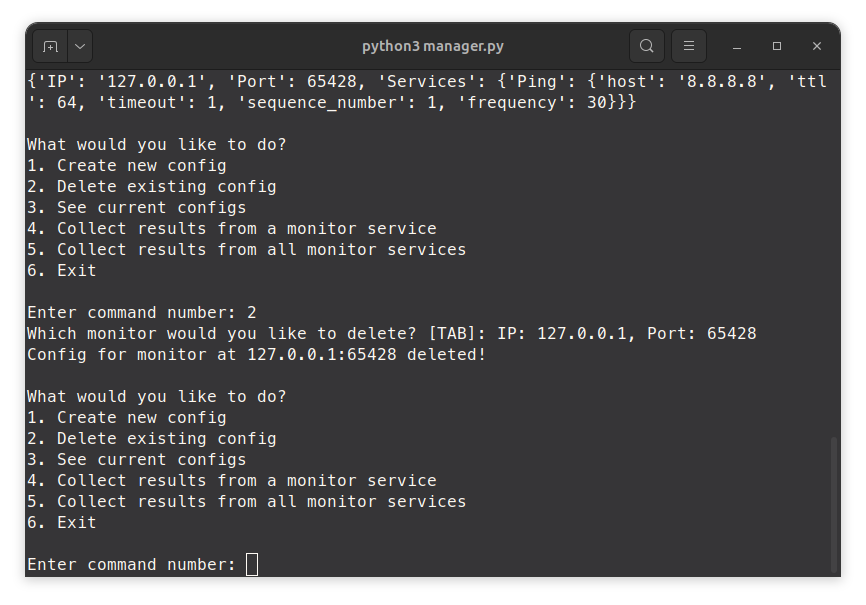 python3 manager.py
{'IP': '127.0.0.1', 'Port': 65428, 'Services': {'Ping': {'host': '8.8.8.8', 'ttl
': 64, 'timeout': 1, 'sequence_number': 1, 'frequency': 30}}}
What would you like to do?
1. Create new config
2. Delete existing config
3. See current configs
4. Collect results from a monitor service
5. Collect results from all monitor services
6. Exit
Enter command number: 2
Which monitor would you like to delete? [TAB]: IP: 127.0.0.1, Port: 65428
Config for monitor at 127.0.0.1:65428 deleted!
What would you like to do?
1. Create new config
2. Delete existing config
3. See current configs
4. Collect results from a monitor service
5. Collect results from all monitor services
6. Exit
Enter command number: